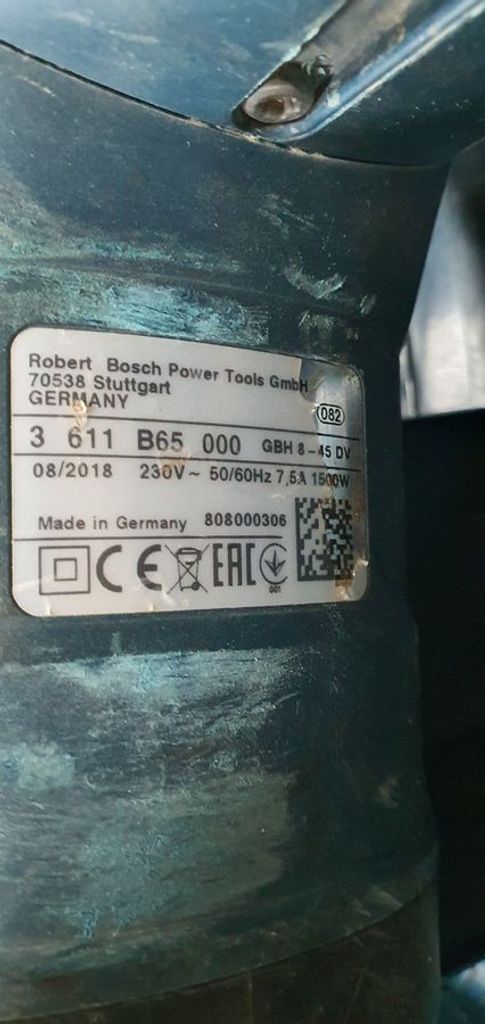 Robert Bosch Power Tools GmbH
70538 Stuttgart
GERMANY
082
3 611 B65 000 GBH 8-45 DV
08/2018 230V~ 50/60Hz 7,5A 1500W
Made in Germany 808000306
CE EAC
001